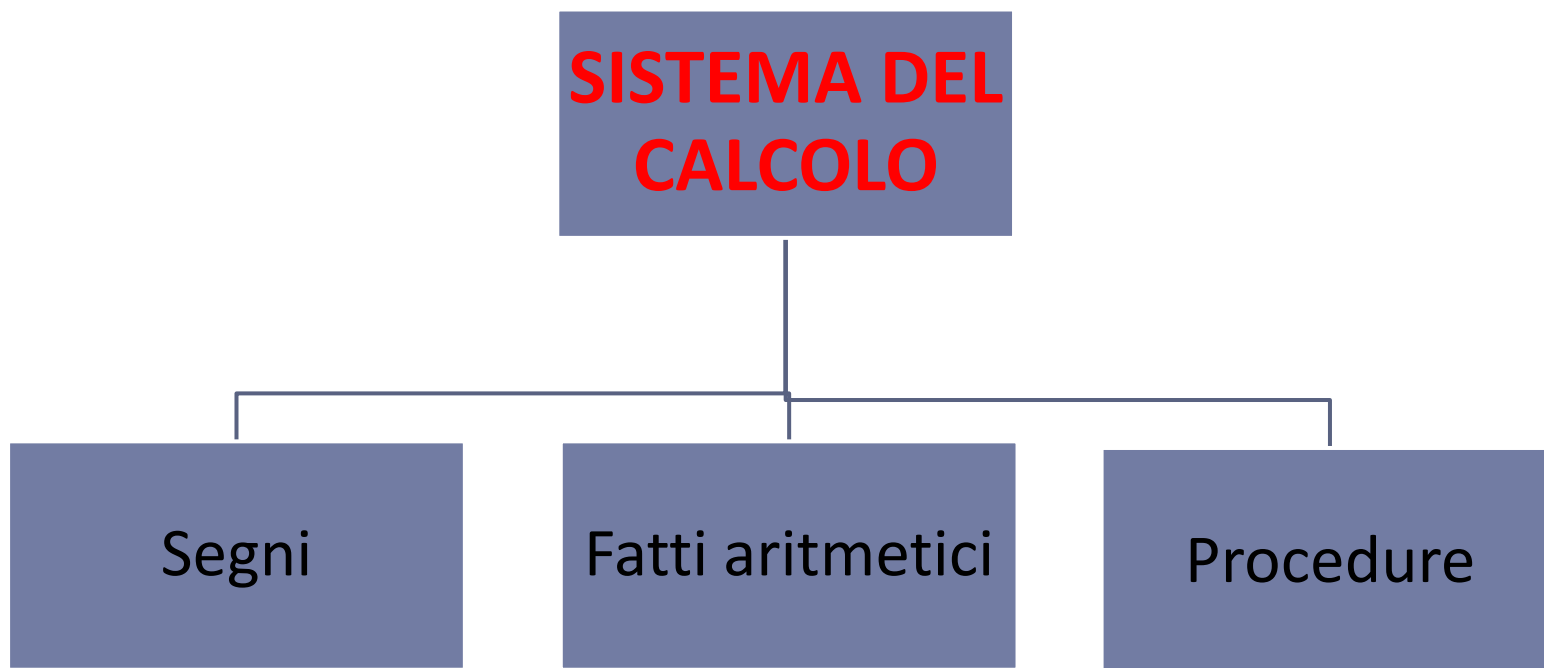 SISTEMA DEL
CALCOLO
Segni
Fatti aritmetici
Procedure